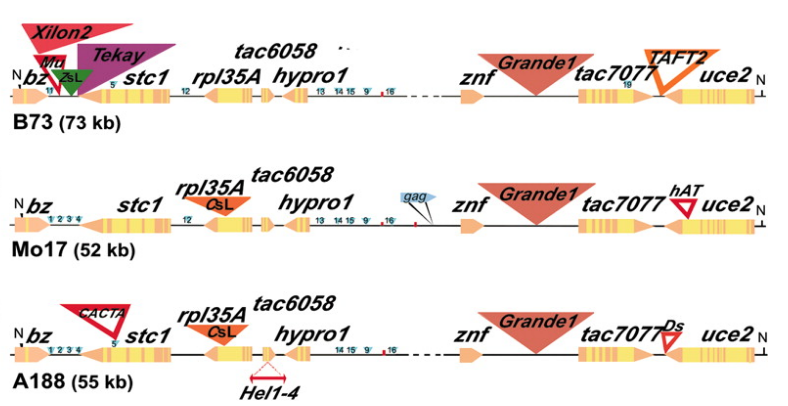 Xilon2
Mu Tekay tac6058 Grande1 TAFT2
N bz ZsL stc1 rpl35A hypro1 znf tac7077 uce2 N
11 5' 12 13 14 15 9' 16' 19
B73 (73 kb)
rpl35A tac6058 gag Grande1 hAT
N bz stc1 CsL hypro1 znf tac7077 uce2 N
1' 2' 3' 4' 12 13 14 15 9' 16'
Mo17 (52 kb)
CACTA rpl35A tac6058 Grande1 Ds
N bz stc1 CsL hypro1 znf tac7077 uce2 N
1' 2' 3' 4' 5' 14 15 9' 16'
A188 (55 kb)
Hel1-4